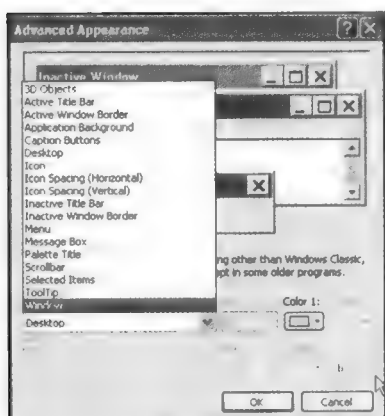 Advanced Appearance
Inactive Window
3D Objects
Active Title Bar
Active Window Border
Application Background
Caption Buttons
Desktop
Icon
Icon Spacing (Horizontal)
Icon Spacing (Vertical)
Inactive Title Bar
Inactive Window Border
Menu
Message Box
Palette Title
Scrollbar
Selected Items
ToolTip
Window
ng other than Windows Classic,
pt in some older programs.
Color 1:
Desktop
OK
Cancel